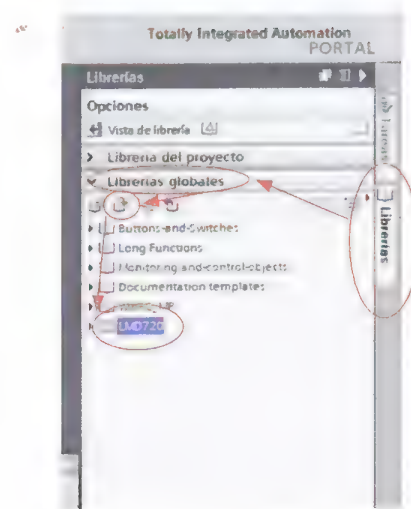 Totally Integrated Automation
PORTAL
Librerías
Opciones
Vista de librería
Librería del proyecto
Librerías globales
Buttons-and-Switches
Long Functions
Monitoring-and-control-objects
Documentation templates
LMD720
Tareas
Librerías